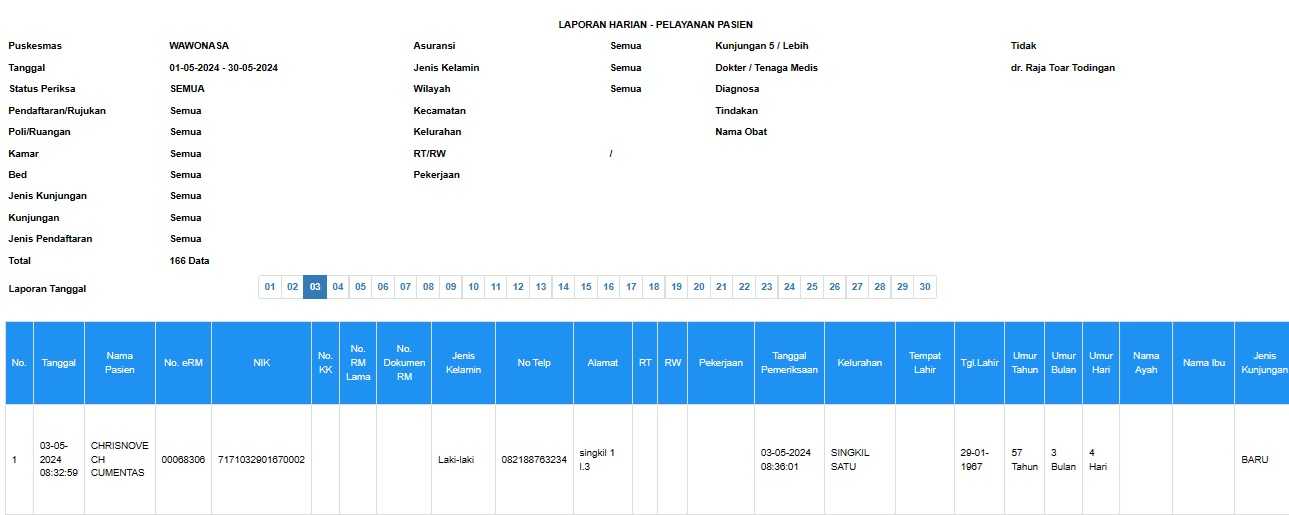 LAPORAN HARIAN - PELAYANAN PASIEN
Puskesmas WAWONASA Asuransi Semua Kunjungan 5 / Lebih Tidak
Tanggal 01-05-2024 - 30-05-2024 Jenis Kelamin Semua Dokter / Tenaga Medis dr. Raja Toar Todingan
Status Periksa SEMUA Wilayah Semua Diagnosa
Pendaftaran/Rujukan Semua Kecamatan Tindakan
Poli/Ruangan Semua Kelurahan Nama Obat
Kamar Semua RT/RW /
Bed Semua Pekerjaan
Jenis Kunjungan Semua
Kunjungan Semua
Jenis Pendaftaran Semua
Total 166 Data
Laporan Tanggal 01 02 03 04 05 06 07 08 09 10 11 12 13 14 15 16 17 18 19 20 21 22 23 24 25 26 27 28 29 30
No. Tanggal Nama Pasien No. eRM NIK No. KK No. RM Lama No. Dokumen RM Jenis Kelamin No Telp Alamat RT RW Pekerjaan Tanggal Pemeriksaan Kelurahan Tempat Lahir Tgl.Lahir Umur Tahun Umur Bulan Umur Hari Nama Ayah Nama Ibu Jenis Kunjungan
1 03-05-2024 08:32:59 CHRISNOVE CH CUMENTAS 00068306 7171032901670002 Laki-laki 082188763234 singkil 1 l.3 03-05-2024 08:36:01 SINGKIL SATU 29-01-1967 57 Tahun 3 Bulan 4 Hari BARU